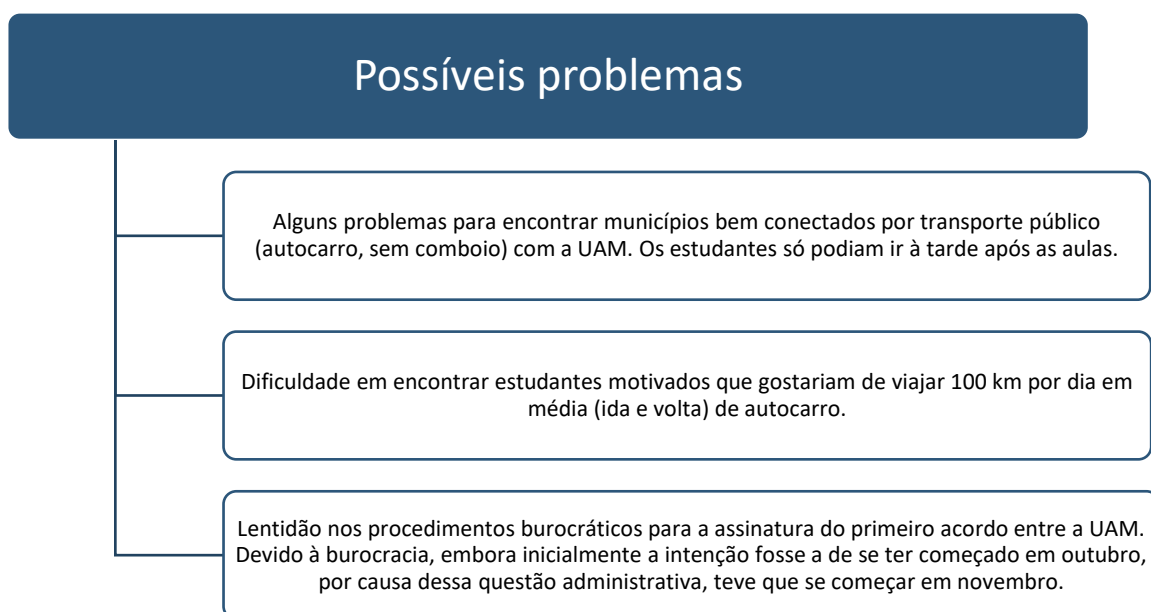 Possíveis problemas
Alguns problemas para encontrar municípios bem conectados por transporte público
(autocarro, sem comboio) com a UAM. Os estudantes só podiam ir à tarde após as aulas.
Dificuldade em encontrar estudantes motivados que gostariam de viajar 100 km por dia em
média (ida e volta) de autocarro.
Lentidão nos procedimentos burocráticos para a assinatura do primeiro acordo entre a UAM.
Devido à burocracia, embora inicialmente a intenção fosse a de se ter começado em outubro,
por causa dessa questão administrativa, teve que se começar em novembro.